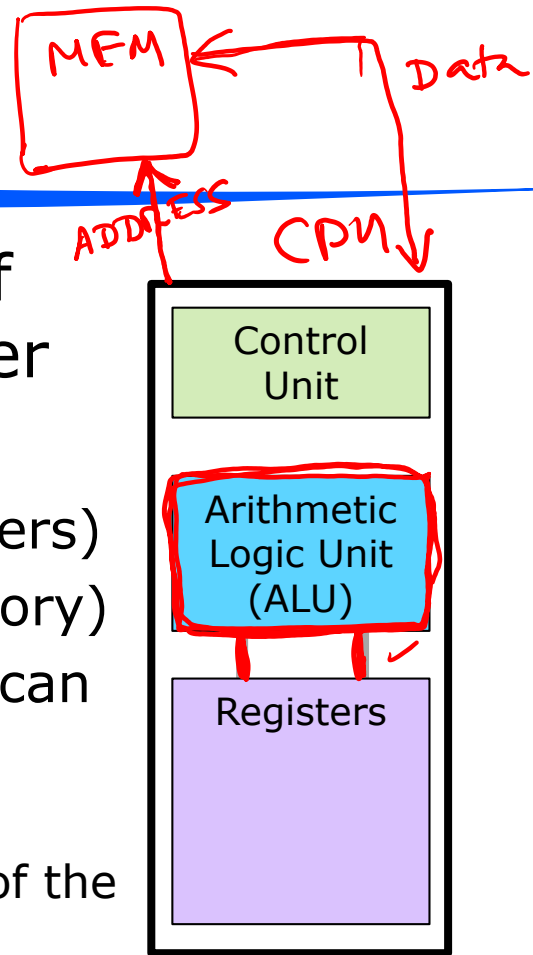 MEM
Data
ADDRESS
CPU
f
er
Control
Unit
ers)
ory)
can
Arithmetic
Logic Unit
(ALU)
Registers
of the